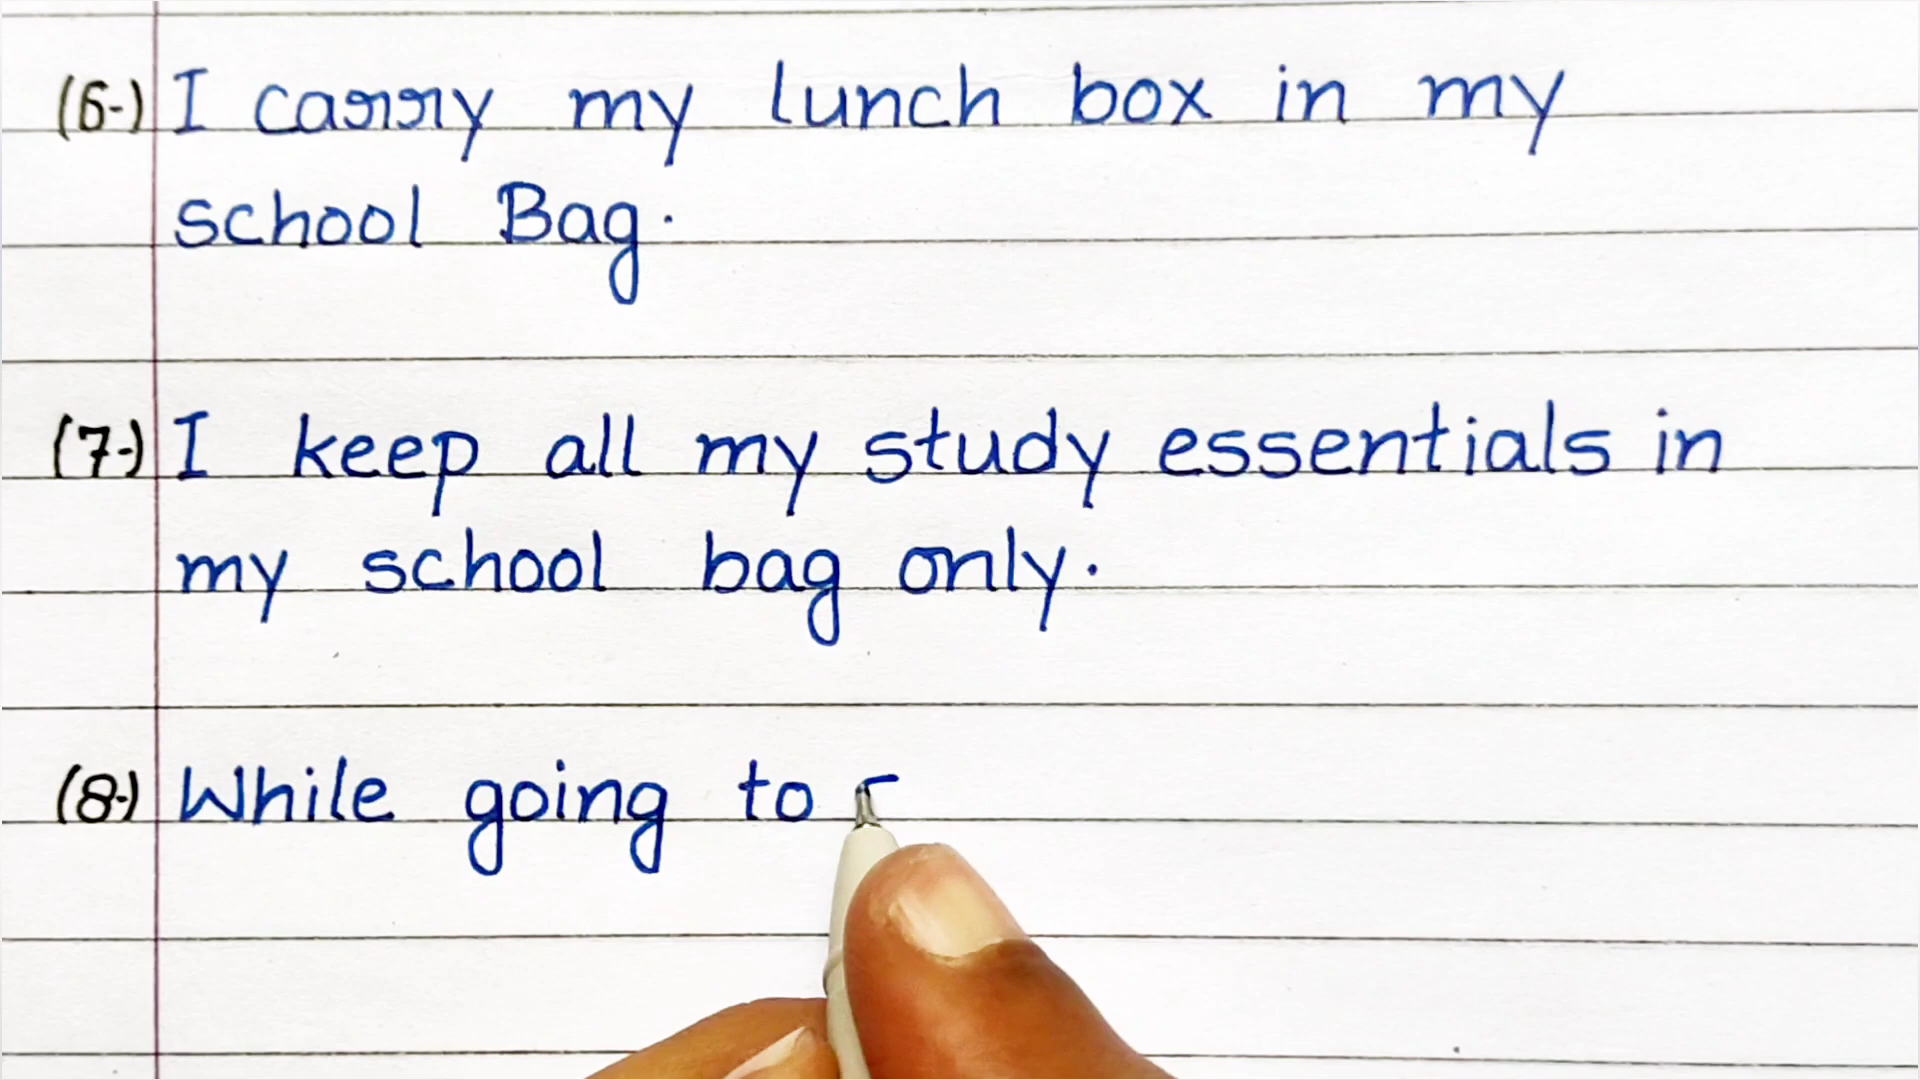 (6-) I carry my lunch box in my
school Bag.
(7-) I keep all my study essentials in
my school bag only.
(8-) While going to